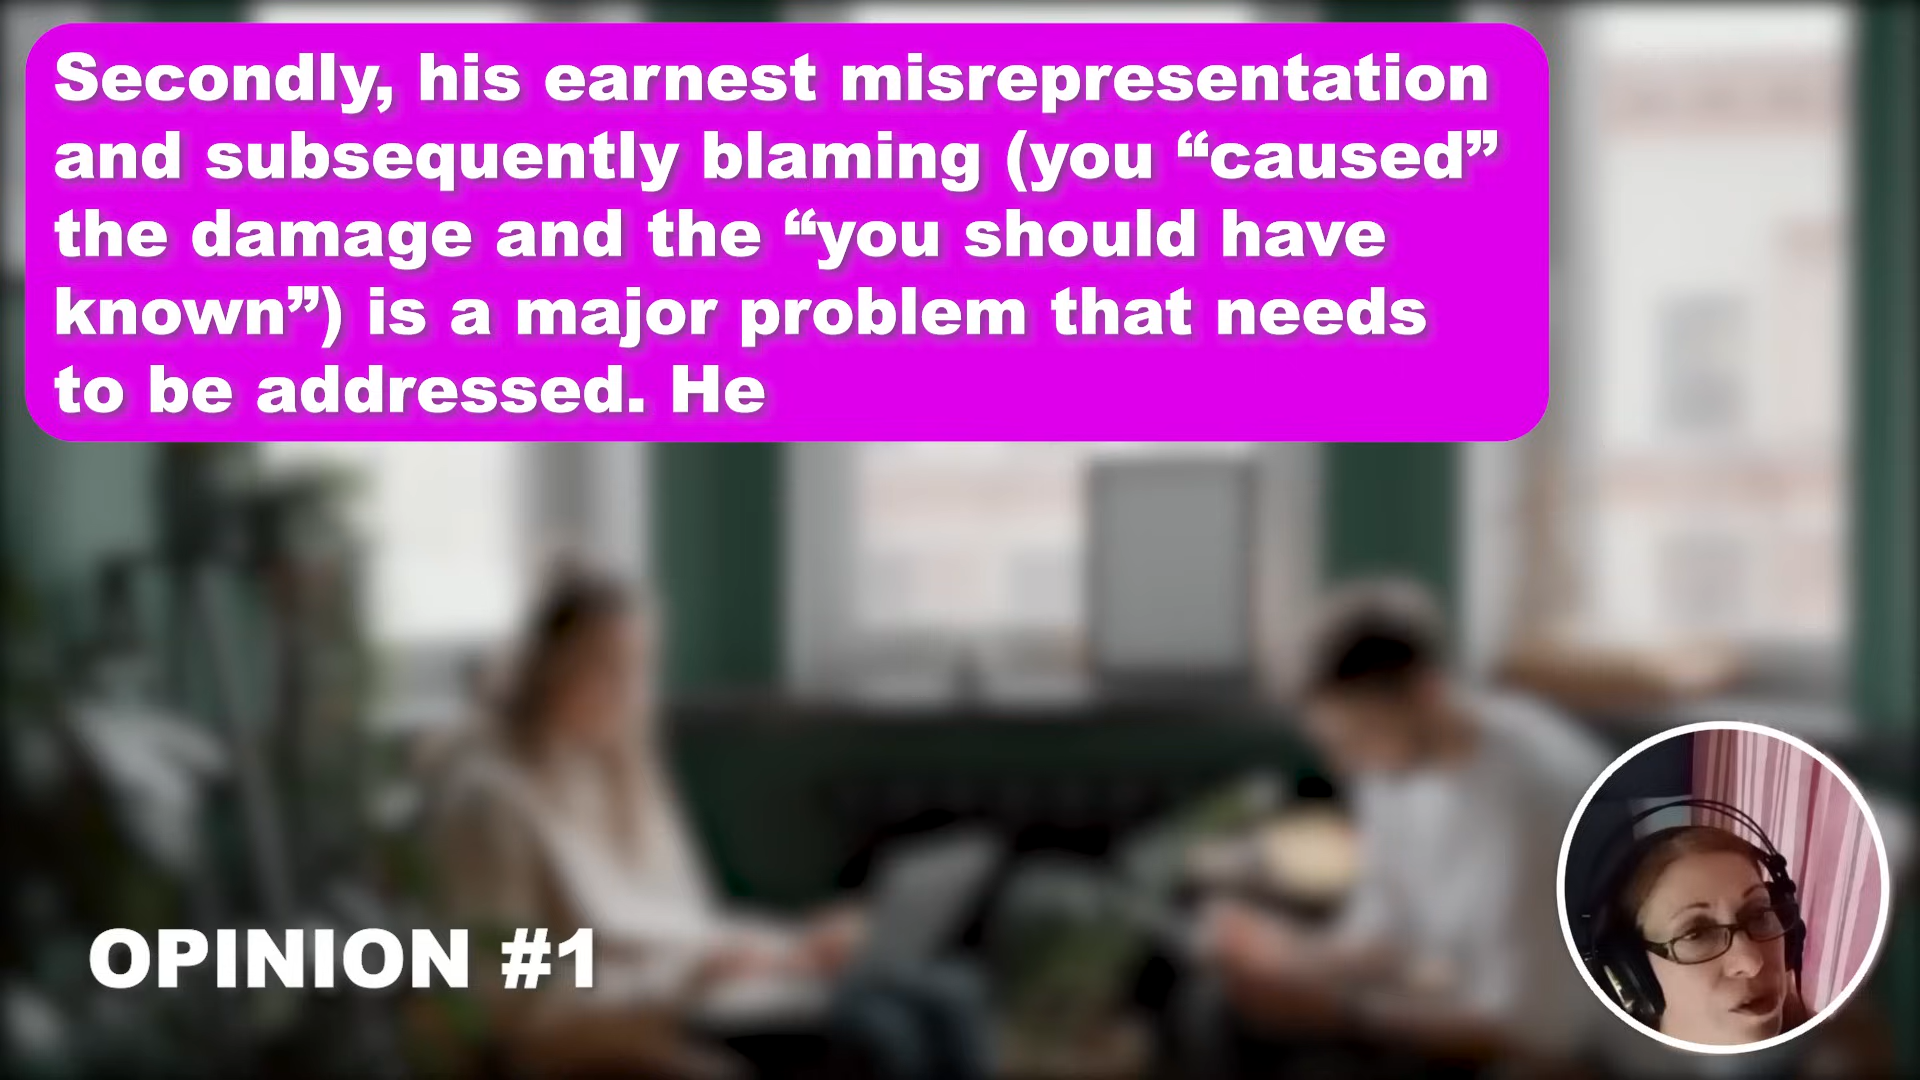 Secondly, his earnest misrepresentation
and subsequently blaming (you “caused”
the damage and the “you should have
known”) is a major problem that needs
to be addressed. He
OPINION #1